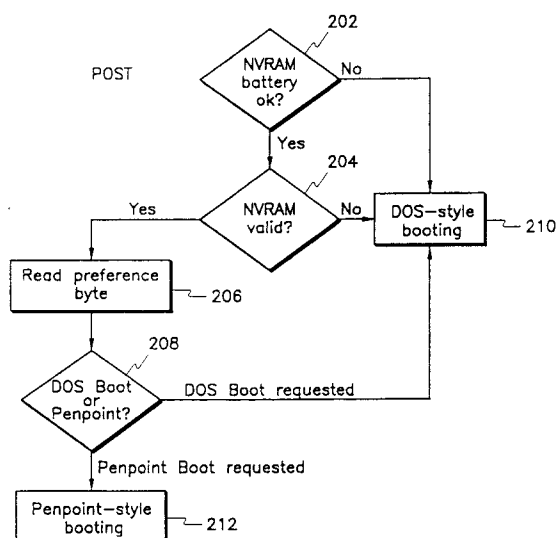 202
POST
NVRAM
battery
ok?
No
Yes
204
NVRAM
valid?
Yes
No
DOS-style
booting
210
Read preference
byte
206
208
DOS Boot
or
Penpoint?
DOS Boot requested
Penpoint Boot requested
Penpoint-style
booting
212